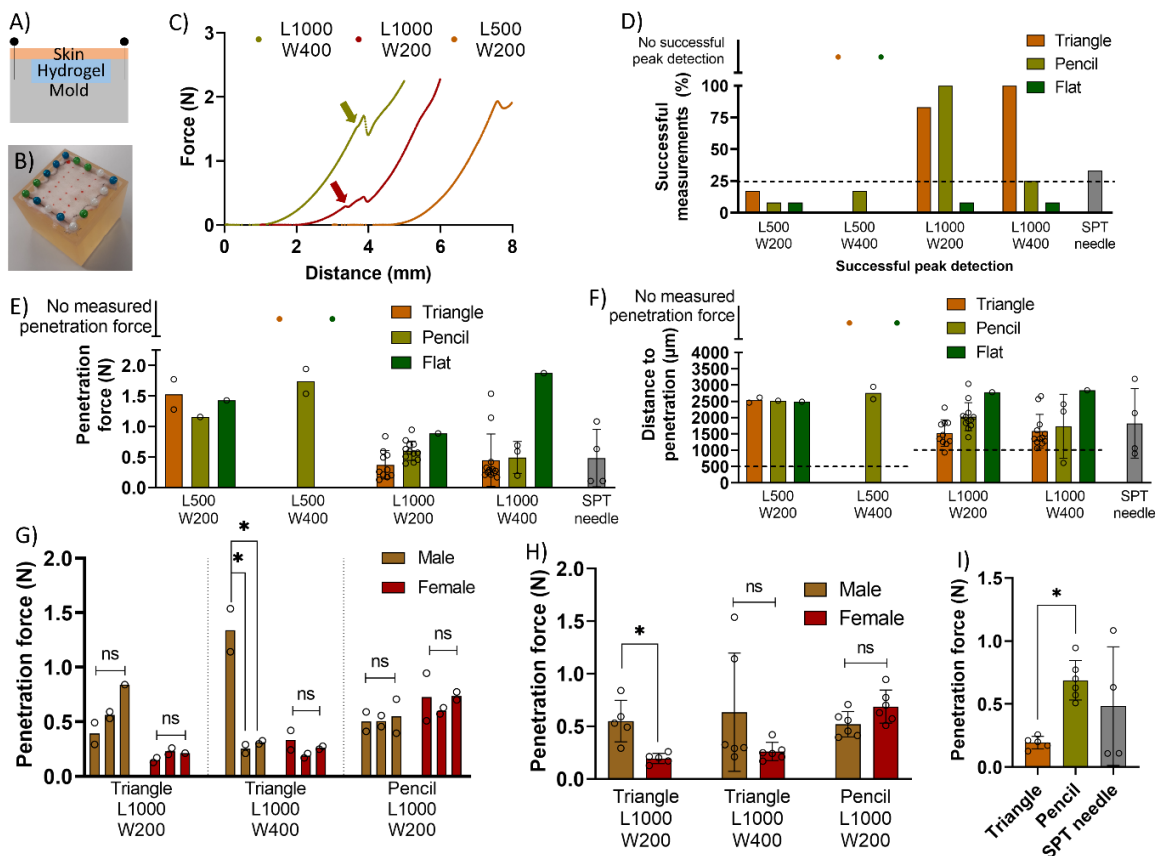 A)
Skin
Hydrogel
Mold
B)
C)
L1000 L1000 L500
W400 W200 W200
Force (N)
3
2
1
0
0 2 4 6 8
Distance (mm)
D)
No successful
peak detection
Triangle
Pencil
Flat
Successful
measurements (%)
100
75
50
25
0
L500 L500 L1000 L1000 SPT
W200 W400 W200 W400 needle
Successful peak detection
E)
No measured
penetration force
Triangle
Pencil
Flat
Penetration
force (N)
2.0
1.5
1.0
0.5
0.0
L500 L500 L1000 L1000 SPT
W200 W400 W200 W400 needle
F)
No measured
penetration force
Triangle
Pencil
Flat
Distance to
penetration (µm)
4000
3500
3000
2500
2000
1500
1000
500
0
L500 L500 L1000 L1000 SPT
W200 W400 W200 W400 needle
G)
Male
Female
Penetration force (N)
2.0
1.5
1.0
0.5
0.0
ns
ns
*
*
ns
ns
ns
Triangle Triangle Pencil
L1000 L1000 L1000
W200 W400 W200
H)
Male
Female
Penetration force (N)
2.0
1.5
1.0
0.5
0.0
*
ns
ns
Triangle Triangle Pencil
L1000 L1000 L1000
W200 W400 W200
I)
Penetration force (N)
1.5
1.0
0.5
0.0
*
Triangle
Pencil
SPT needle